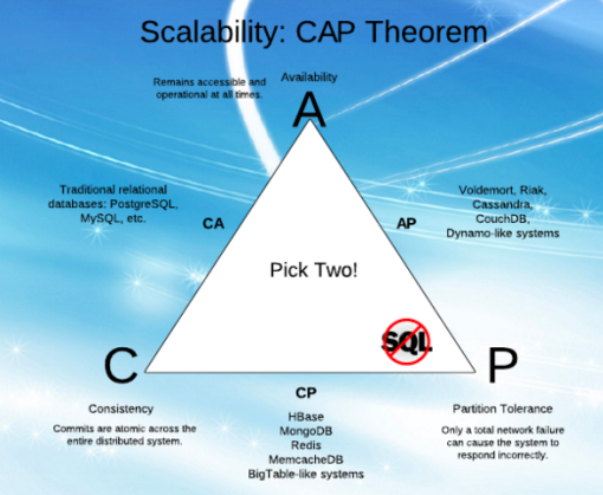 Scalability: CAP Theorem
Remains accessible and
operational at all times.
Availability
A
Traditional relational
databases: PostgreSQL,
MySQL, etc.
CA
AP
Voldemort, Riak,
Cassandra,
CouchDB,
Dynamo-like systems
Pick Two!
SQL
C
P
Consistency
Commits are atomic across the
entire distributed system.
CP
HBase
MongoDB
Redis
MemcacheDB
BigTable-like systems
Partition Tolerance
Only a total network failure
can cause the system to
respond incorrectly.